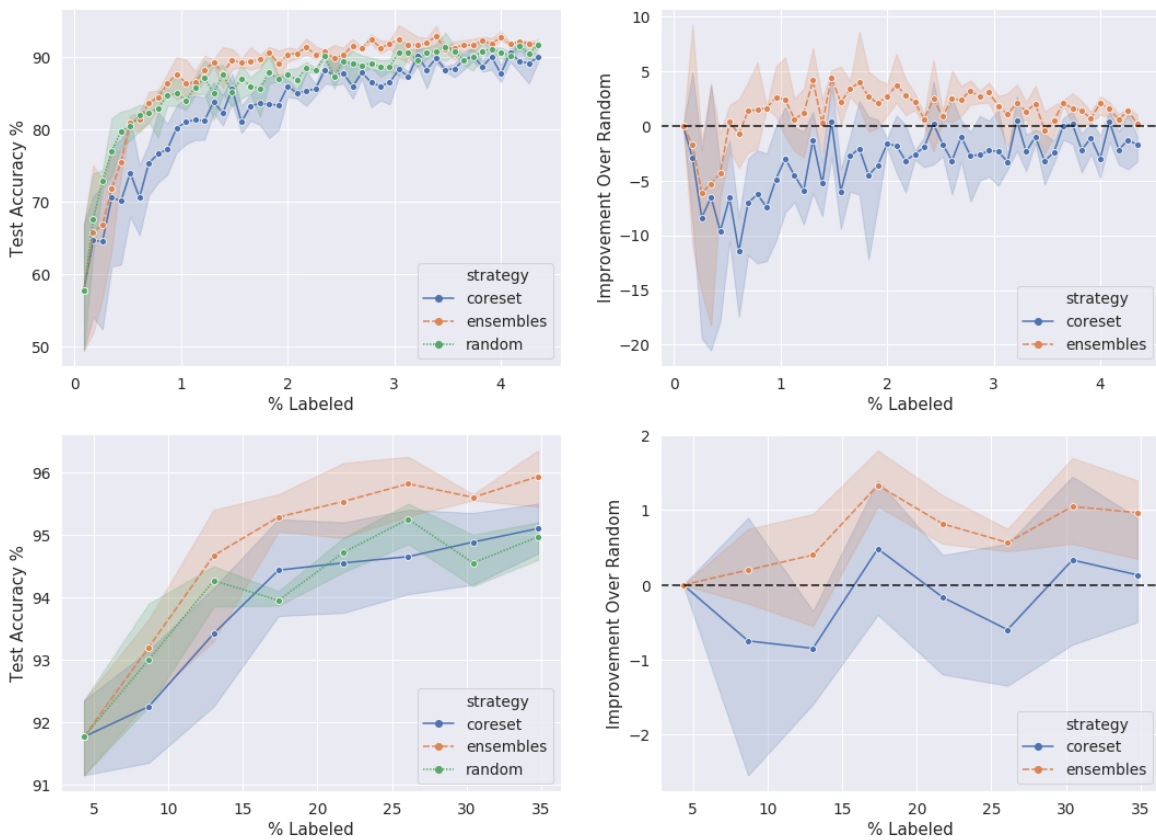 90
80
70
60
50
Test Accuracy %
0
1
2
3
4
% Labeled
strategy
coreset
ensembles
random
10
5
0
−5
−10
−15
−20
Improvement Over Random
0
1
2
3
4
% Labeled
strategy
coreset
ensembles
96
95
94
93
92
91
Test Accuracy %
5
10
15
20
25
30
35
% Labeled
strategy
coreset
ensembles
random
2
1
0
−1
−2
Improvement Over Random
5
10
15
20
25
30
35
% Labeled
strategy
coreset
ensembles